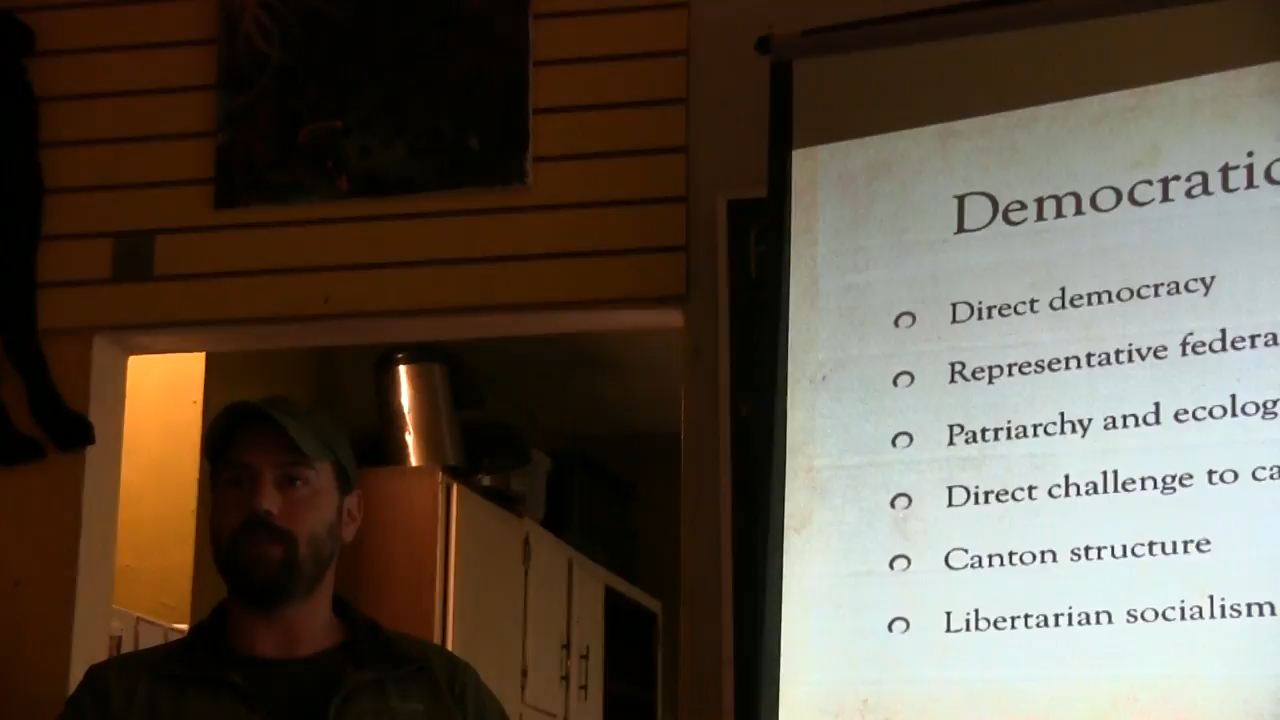 Democratic
Direct democracy
Representative federa
Patriarchy and ecolog
Direct challenge to ca
Canton structure
Libertarian socialism